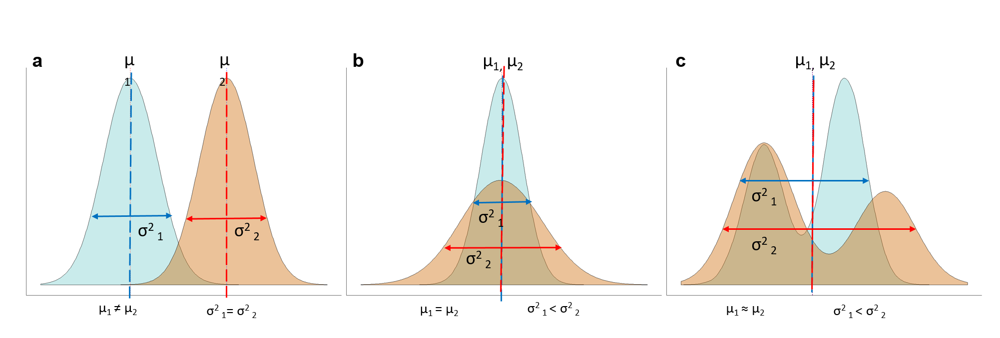 a
μ
1
μ
2
σ² ₁
σ² ₂
μ₁ ≠ μ₂
σ² ₁= σ² ₂
b
μ₁, μ₂
σ² ₁
σ² ₂
μ₁ = μ₂
σ² ₁ < σ² ₂
c
μ₁, μ₂
σ² ₁
σ² ₂
μ₁ ≈ μ₂
σ² ₁ < σ² ₂